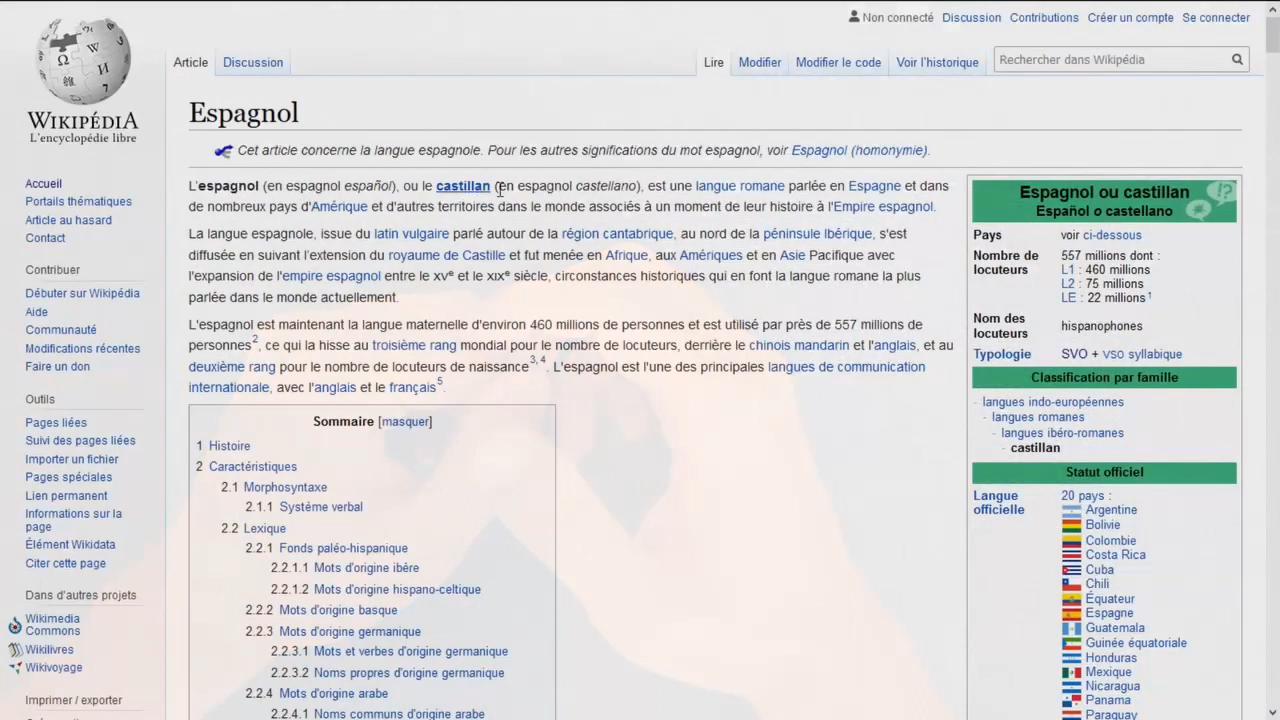 Non connecté Discussion Contributions Créer un compte Se connecter
Article Discussion Lire Modifier Modifier le code Voir l'historique Rechercher dans Wikipédia
WIKIPÉDIA
L'encyclopédie libre
Accueil
Portails thématiques
Article au hasard
Contact
Contribuer
Débuter sur Wikipédia
Aide
Communauté
Modifications récentes
Faire un don
Outils
Pages liées
Suivi des pages liées
Importer un fichier
Pages spéciales
Lien permanent
Informations sur la
page
Élément Wikidata
Citer cette page
Dans d'autres projets
Wikimedia
Commons
Wikilivres
Wikivoyage
Imprimer / exporter
Espagnol
Cet article concerne la langue espagnole. Pour les autres significations du mot espagnol, voir Espagnol (homonymie).
L'espagnol (en espagnol español), ou le castillan (en espagnol castellano), est une langue romane parlée en Espagne et dans
de nombreux pays d'Amérique et d'autres territoires dans le monde associés à un moment de leur histoire à l'Empire espagnol.
La langue espagnole, issue du latin vulgaire parlé autour de la région cantabrique, au nord de la péninsule Ibérique, s'est
diffusée en suivant l'extension du royaume de Castille et fut menée en Afrique, aux Amériques et en Asie Pacifique avec
l'expansion de l'empire espagnol entre le XVe et le XIXe siècle, circonstances historiques qui en font la langue romane la plus
parlée dans le monde actuellement.
L'espagnol est maintenant la langue maternelle d'environ 460 millions de personnes et est utilisé par près de 557 millions de
personnes2, ce qui la hisse au troisième rang mondial pour le nombre de locuteurs, derrière le chinois mandarin et l'anglais, et au
deuxième rang pour le nombre de locuteurs de naissance3, 4. L'espagnol est l'une des principales langues de communication
internationale, avec l'anglais et le français5.
Sommaire [masquer]
1 Histoire
2 Caractéristiques
2.1 Morphosyntaxe
2.1.1 Système verbal
2.2 Lexique
2.2.1 Fonds paléo-hispanique
2.2.1.1 Mots d'origine ibère
2.2.1.2 Mots d'origine hispano-celtique
2.2.2 Mots d'origine basque
2.2.3 Mots d'origine germanique
2.2.3.1 Mots et verbes d'origine germanique
2.2.3.2 Noms propres d'origine germanique
2.2.4 Mots d'origine arabe
2.2.4.1 Noms communs d'origine arabe
Espagnol ou castillan
Español o castellano
Pays voir ci-dessous
Nombre de locuteurs 557 millions dont :
L1 : 460 millions
L2 : 75 millions
LE : 22 millions1
Nom des locuteurs hispanophones
Typologie SVO + VSO syllabique
Classification par famille
- langues indo-européennes
- langues romanes
- langues ibéro-romanes
- castillan
Statut officiel
Langue officielle 20 pays :
Argentine
Bolivie
Colombie
Costa Rica
Cuba
Chili
Équateur
Espagne
Guatemala
Guinée équatoriale
Honduras
Mexique
Nicaragua
Panama
Paraguay